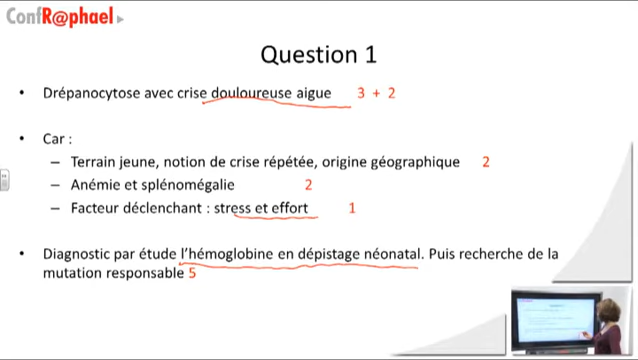 ConfR@phael
Question 1
• Drépanocytose avec crise douloureuse aigue 3 + 2
• Car :
– Terrain jeune, notion de crise répétée, origine géographique 2
– Anémie et splénomégalie 2
– Facteur déclenchant : stress et effort 1
• Diagnostic par étude l'hémoglobine en dépistage néonatal. Puis recherche de la
mutation responsable 5